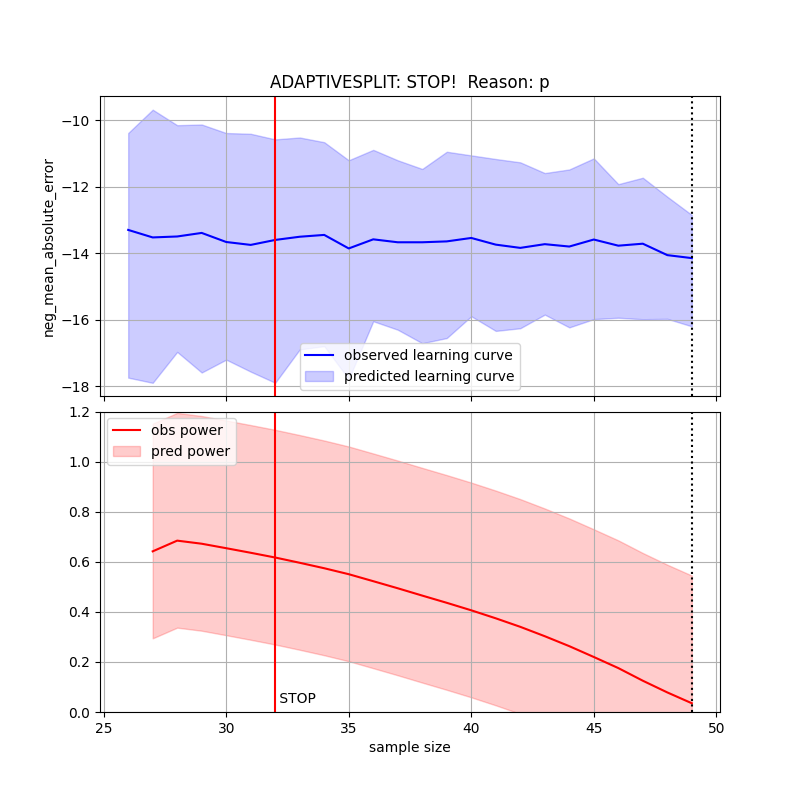 ADAPTIVESPLIT: STOP!  Reason: p
−10
−12
−14
−16
−18
neg_mean_absolute_error
observed learning curve
predicted learning curve
1.2
1.0
0.8
0.6
0.4
0.2
0.0
obs power
pred power
STOP
25 30 35 40 45 50
sample size